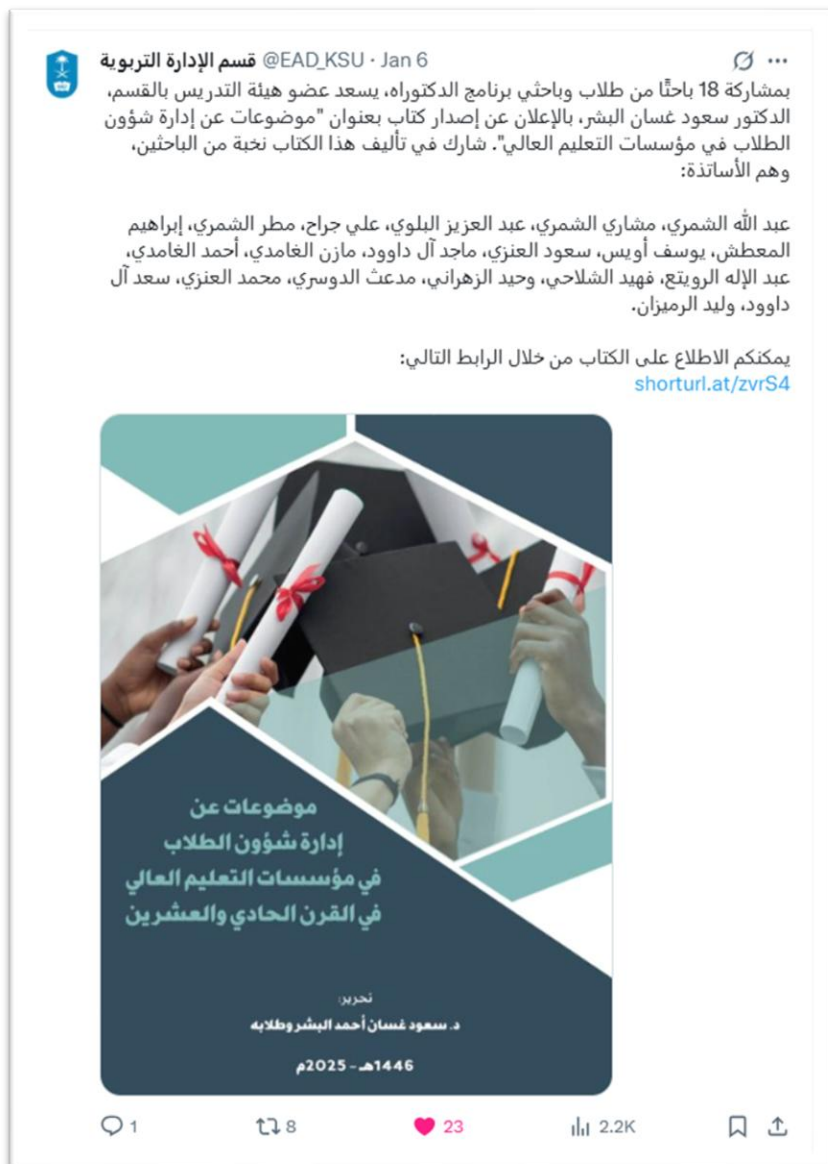 قسم الإدارة التربوية @EAD_KSU · Jan 6
بمشاركة 18 باحثًا من طلاب وباحثي برنامج الدكتوراه، يسعد عضو هيئة التدريس بالقسم،
الدكتور سعود غسان البشر، بالإعلان عن إصدار كتاب بعنوان "موضوعات عن إدارة شؤون
الطلاب في مؤسسات التعليم العالي". شارك في تأليف هذا الكتاب نخبة من الباحثين،
وهم الأساتذة:
عبد الله الشمري، مشاري الشمري، عبد العزيز البلوي، علي جراح، مطر الشمري، إبراهيم
المعطش، يوسف أويس، سعود العنزي، ماجد آل داوود، مازن الغامدي، أحمد الغامدي،
عبد الإله الرويتع، فهيد الشلاحي، وحيد الزهراني، مدعث الدوسري، محمد العنزي، سعد آل
داوود، وليد الرميزان.
يمكنكم الاطلاع على الكتاب من خلال الرابط التالي:
shorturl.at/zvrS4
موضوعات عن
إدارة شؤون الطلاب
في مؤسسات التعليم العالي
في القرن الحادي والعشرين
تحرير:
د. سعود غسان أحمد البشر وطلابه
1446هـ - 2025م
1 8 23 2.2K